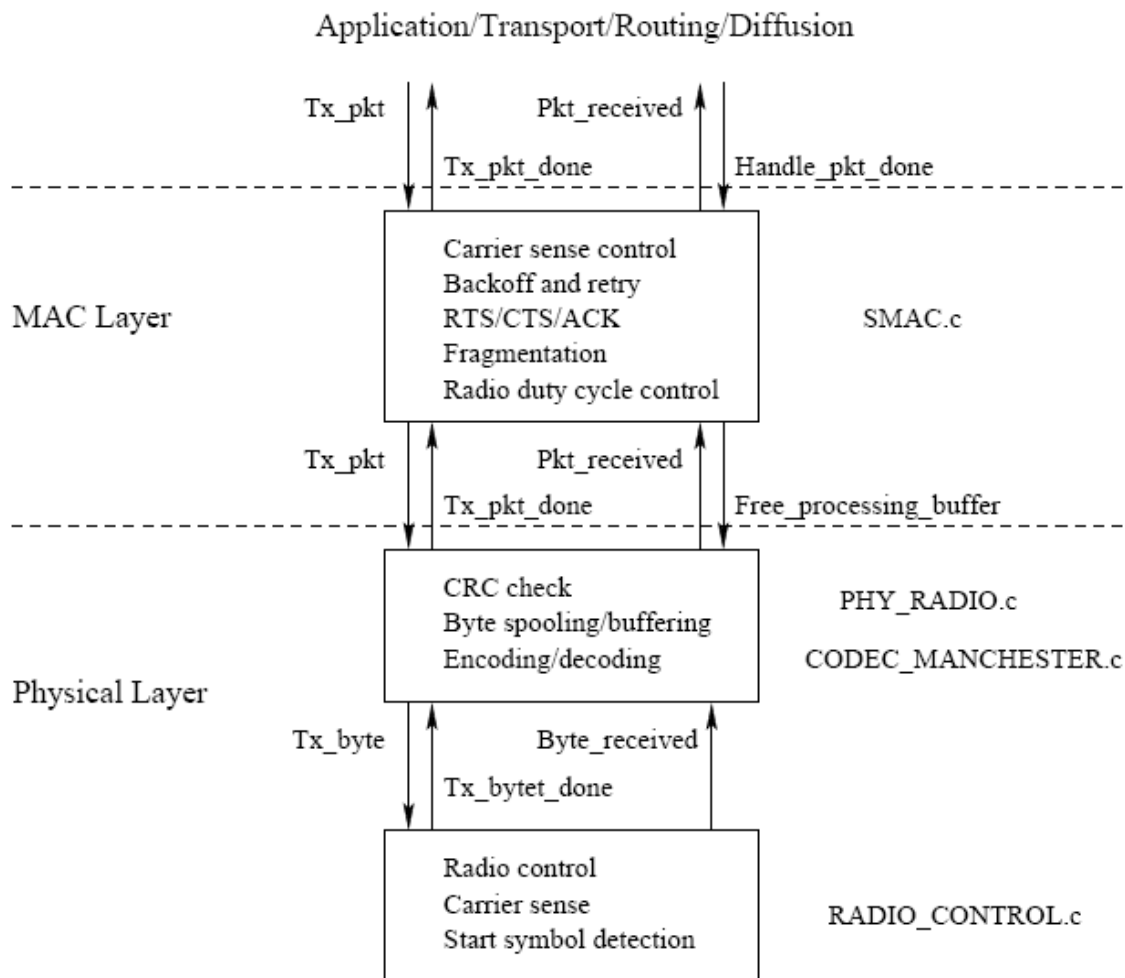 Application/Transport/Routing/Diffusion
Tx_pkt
Pkt_received
Tx_pkt_done
Handle_pkt_done
MAC Layer
Carrier sense control
Backoff and retry
RTS/CTS/ACK
Fragmentation
Radio duty cycle control
SMAC.c
Tx_pkt
Pkt_received
Tx_pkt_done
Free_processing_buffer
Physical Layer
CRC check
Byte spooling/buffering
Encoding/decoding
PHY_RADIO.c
CODEC_MANCHESTER.c
Tx_byte
Byte_received
Tx_bytet_done
Radio control
Carrier sense
Start symbol detection
RADIO_CONTROL.c